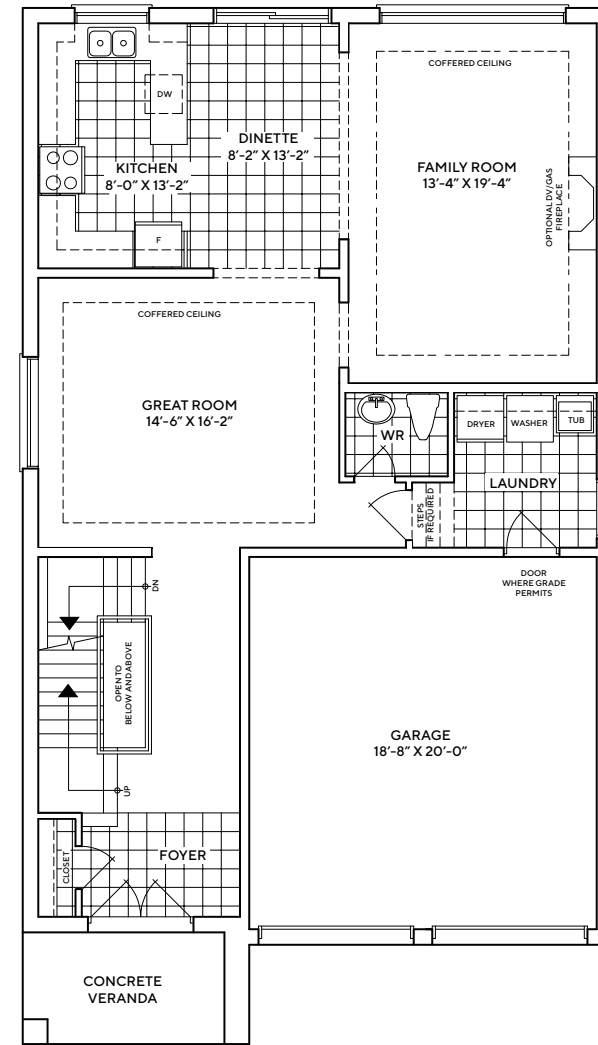 COFFERED CEILING
DW
DINETTE
8'-2" X 13'-2"
KITCHEN
8'-0" X 13'-2"
FAMILY ROOM
13'-4" X 19'-4"
OPTIONAL DV/GAS
FIREPLACE
F
COFFERED CEILING
GREAT ROOM
14'-6" X 16'-2"
WR
DRYER
WASHER
TUB
LAUNDRY
STEPS
IF REQUIRED
DOOR
WHERE GRADE
PERMITS
DN
OPEN TO
BELOW AND ABOVE
UP
GARAGE
18'-8" X 20'-0"
CLOSET
FOYER
CONCRETE
VERANDA